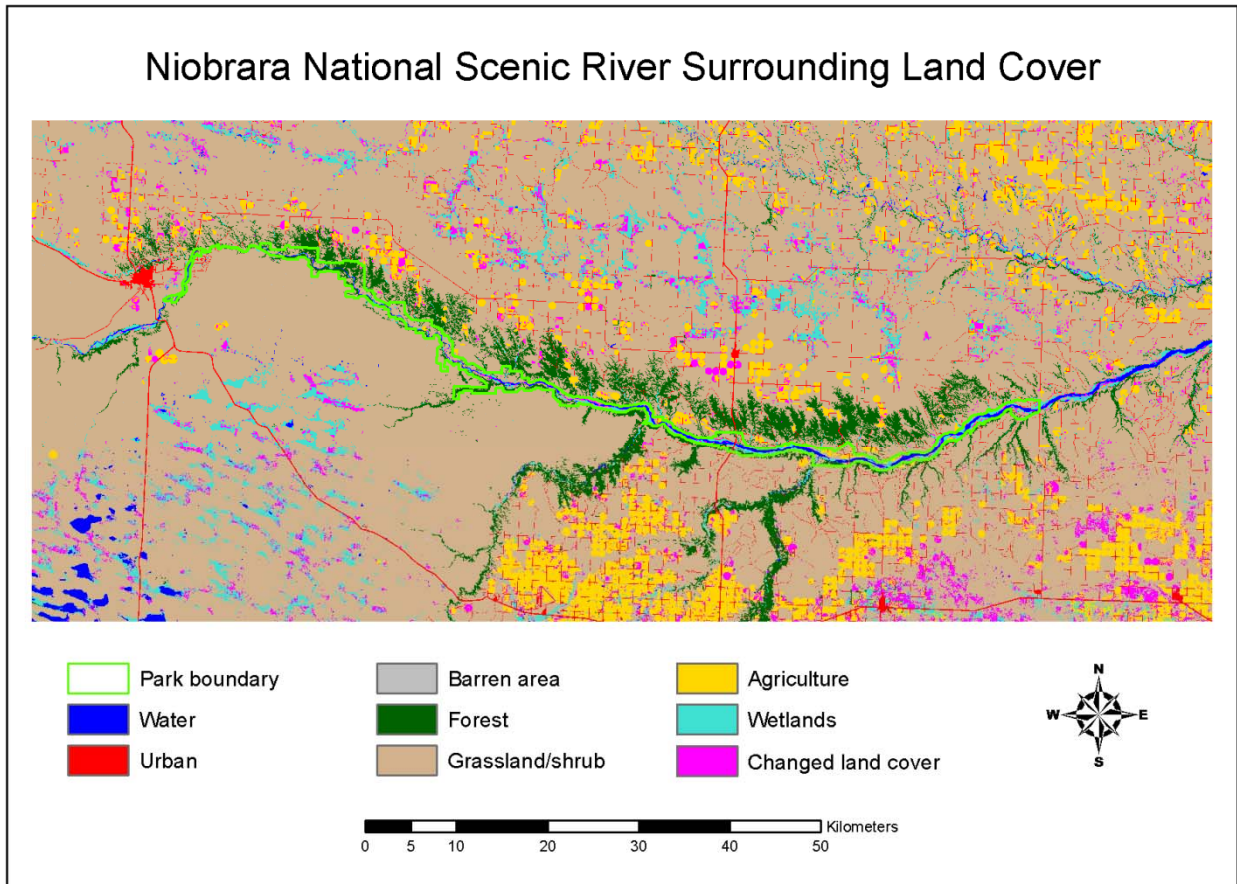 Niobrara National Scenic River Surrounding Land Cover
Park boundary
Water
Urban
Barren area
Forest
Grassland/shrub
Agriculture
Wetlands
Changed land cover
N
W E
S
Kilometers
0 5 10 20 30 40 50